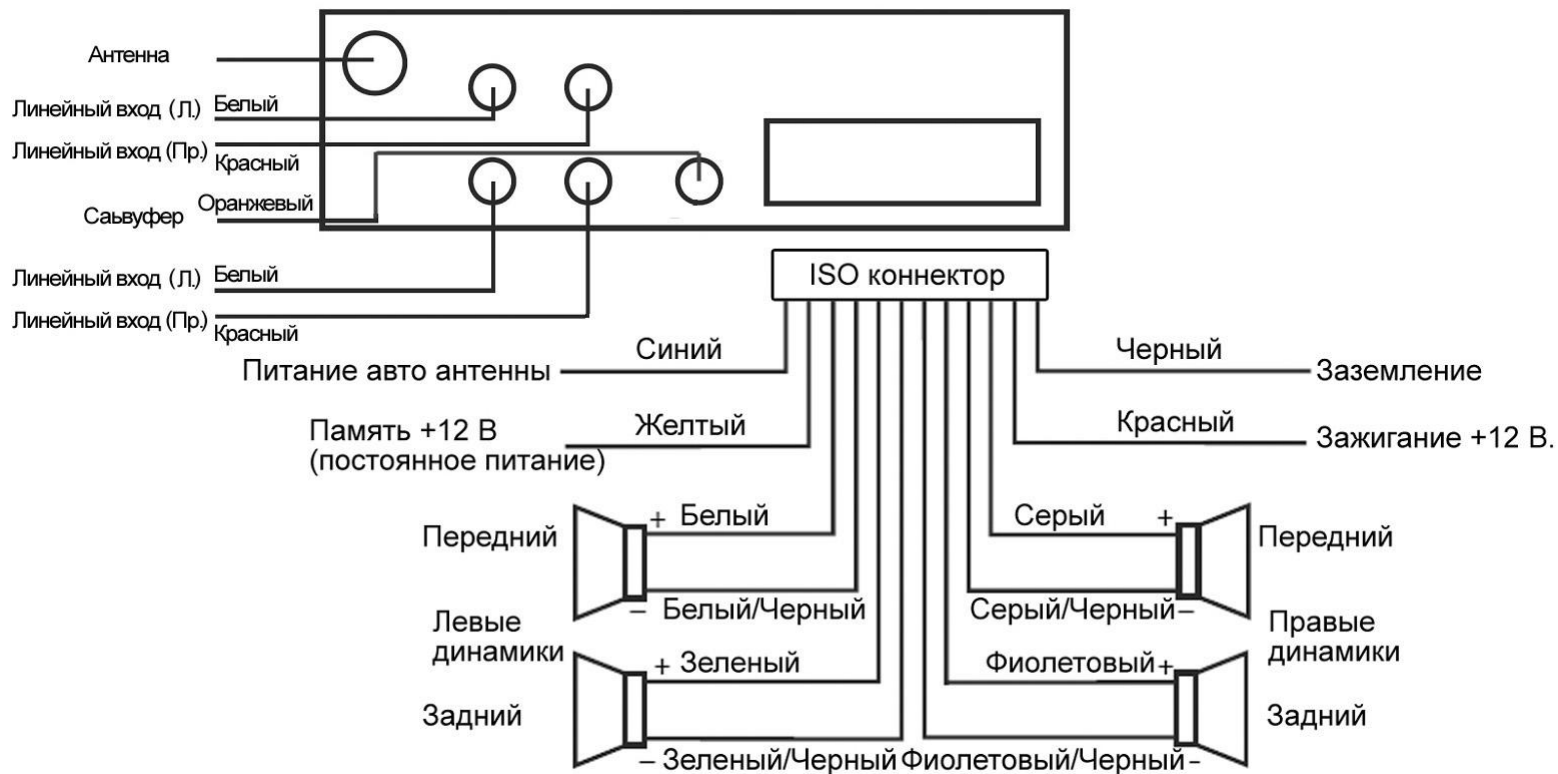 Антенна
Линейный вход (Л.) Белый
Линейный вход (Пр.) Красный
Саьвуфер Оранжевый
Линейный вход (Л.) Белый
Линейный вход (Пр.) Красный
ISO коннектор
Синий
Питание авто антенны
Черный
Заземление
Память +12 В
(постоянное питание)
Желтый
Красный
Зажигание +12 В.
Передний
+ Белый
– Белый/Черный
Серый +
Серый/Черный –
Передний
Левые
динамики
Правые
динамики
+ Зеленый
Задний
– Зеленый/Черный
Фиолетовый +
Задний
Фиолетовый/Черный –